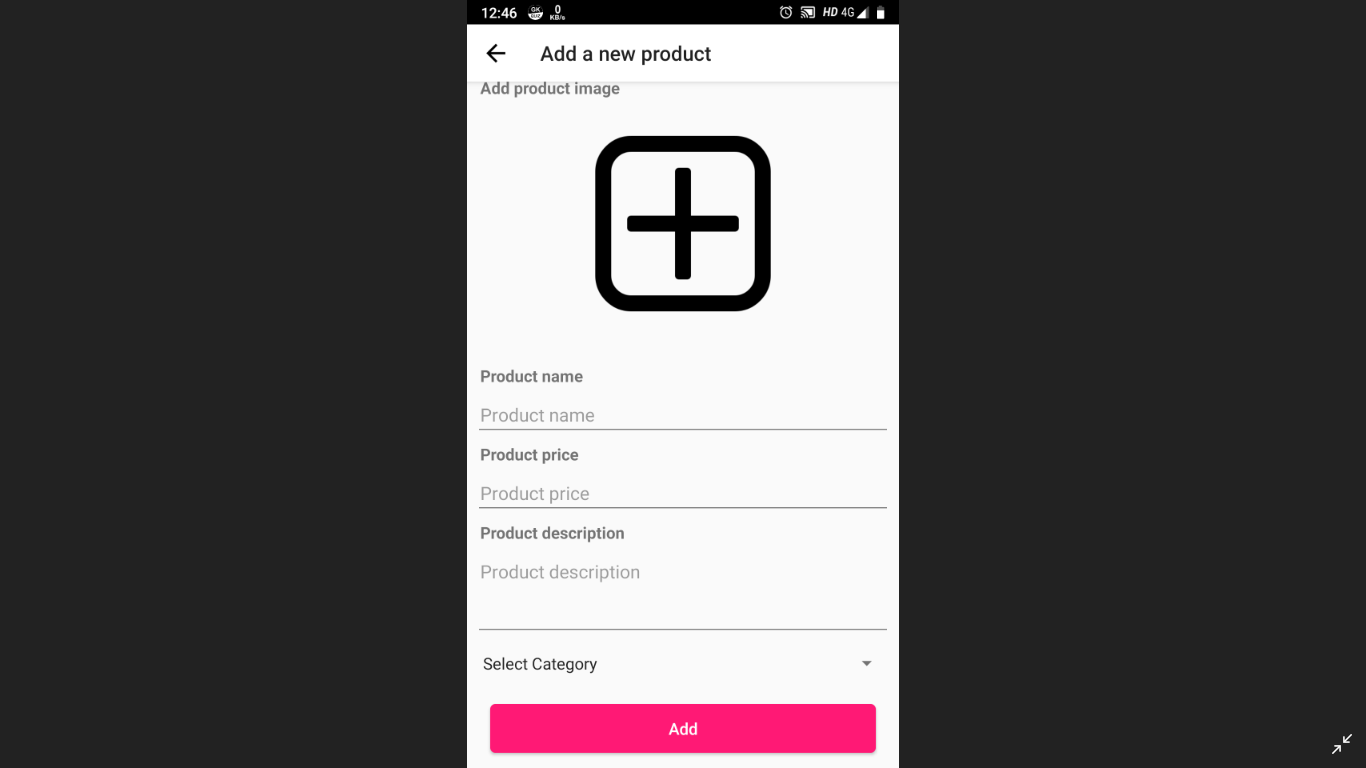 12:46 0 KB/s HD 4G
Add a new product
Add product image
Product name
Product name
Product price
Product price
Product description
Product description
Select Category
Add